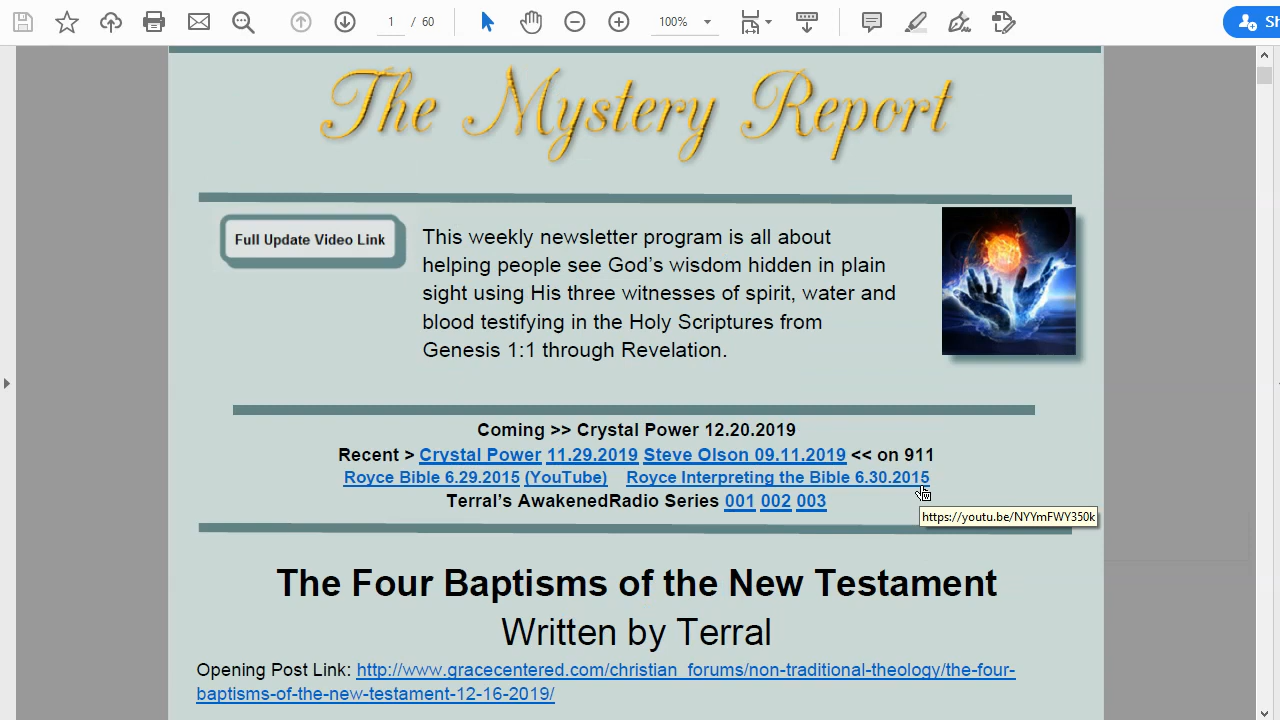 1 / 60
100%
Sh
The Mystery Report
Full Update Video Link
This weekly newsletter program is all about
helping people see God’s wisdom hidden in plain
sight using His three witnesses of spirit, water and
blood testifying in the Holy Scriptures from
Genesis 1:1 through Revelation.
Coming >> Crystal Power 12.20.2019
Recent > Crystal Power 11.29.2019 Steve Olson 09.11.2019 << on 911
Royce Bible 6.29.2015 (YouTube) Royce Interpreting the Bible 6.30.2015
Terral’s AwakenedRadio Series 001 002 003
https://youtu.be/NYYmFWY350k
The Four Baptisms of the New Testament
Written by Terral
Opening Post Link: http://www.gracecentered.com/christian_forums/non-traditional-theology/the-four-
baptisms-of-the-new-testament-12-16-2019/